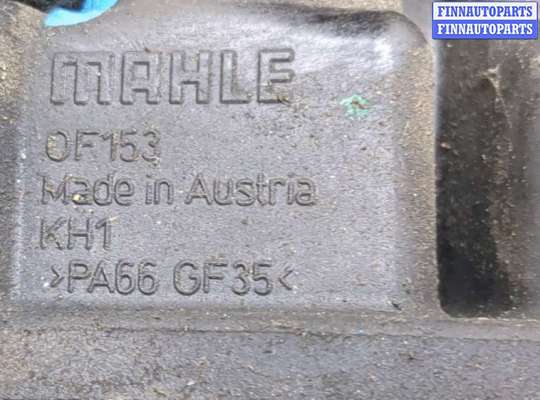 FINNAUTOPARTS
FINNAUTOPARTS
MAHLE
OF153
Made in Austria
KH1
>PA66 GF35<